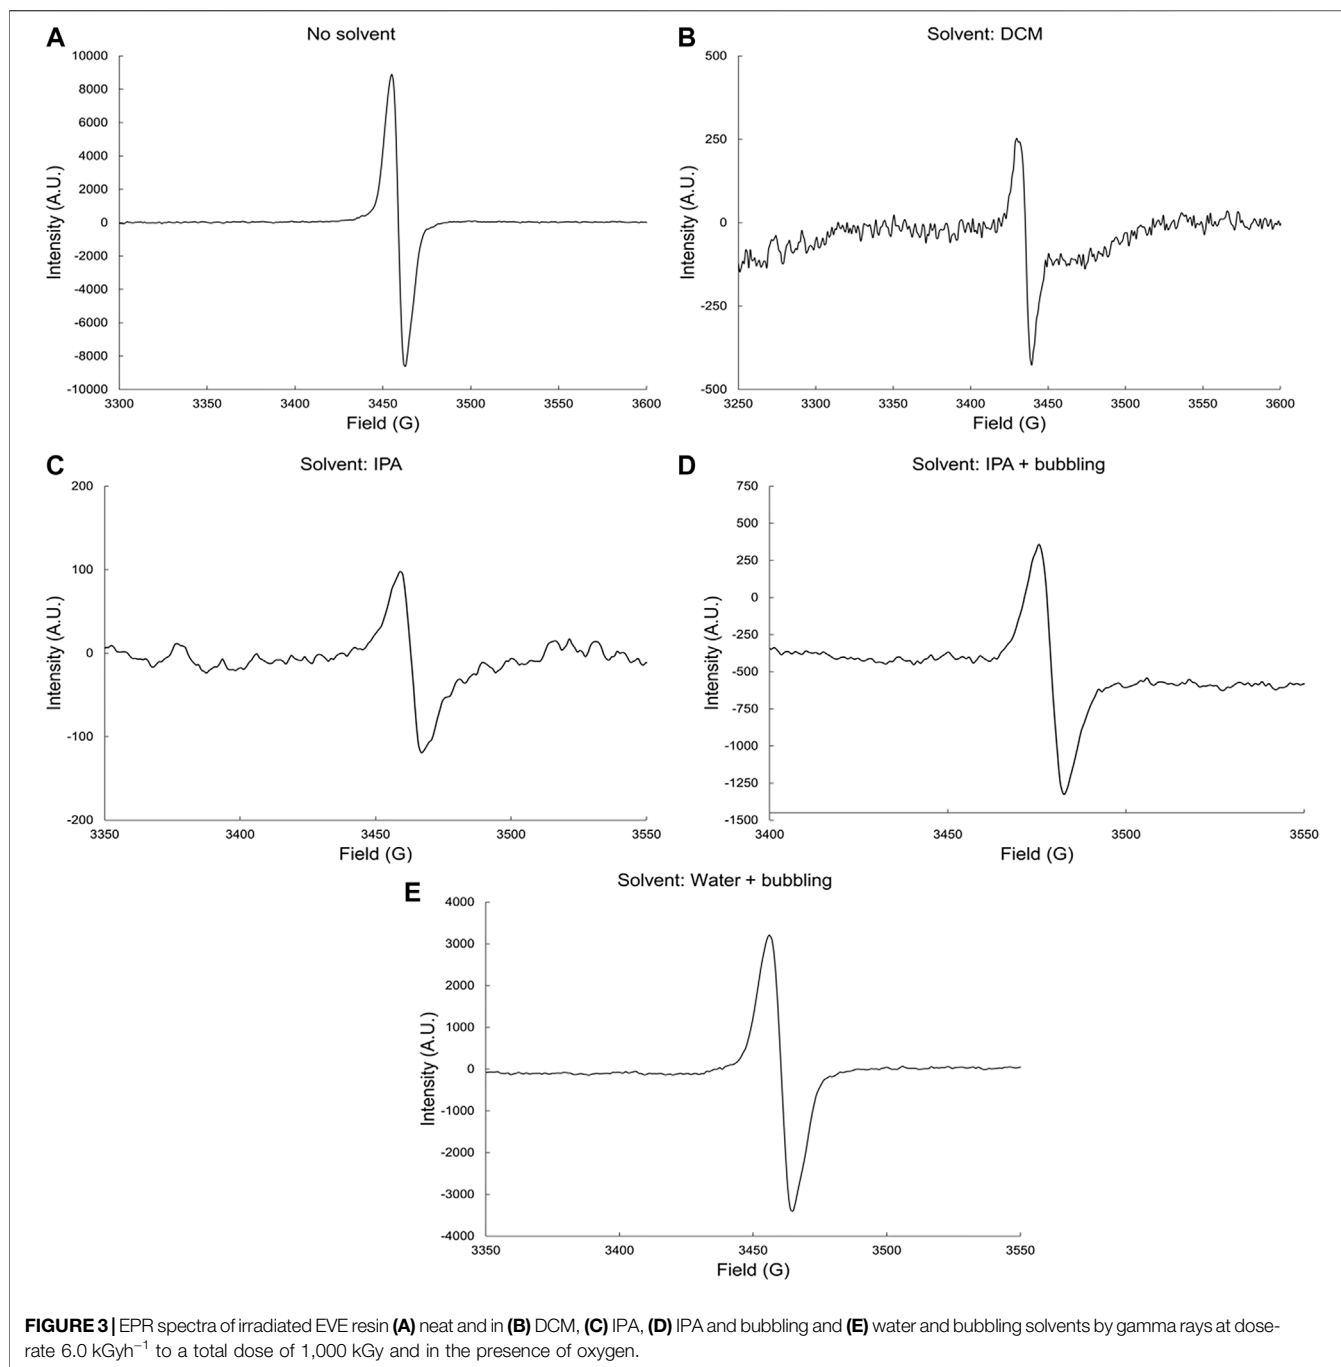 A
No solvent
10000
8000
6000
4000
2000
0
-2000
-4000
-6000
-8000
-10000
Intensity (A.U.)
3300 3350 3400 3450 3500 3550 3600
Field (G)
B
Solvent: DCM
500
250
0
-250
-500
Intensity (A.U.)
3250 3300 3350 3400 3450 3500 3550 3600
Field (G)
C
Solvent: IPA
200
100
0
-100
-200
Intensity (A.U.)
3350 3400 3450 3500 3550
Field (G)
D
Solvent: IPA + bubbling
750
500
250
0
-250
-500
-750
-1000
-1250
-1500
Intensity (A.U.)
3400 3450 3500 3550
Field (G)
E
Solvent: Water + bubbling
4000
3000
2000
1000
0
-1000
-2000
-3000
-4000
Intensity (A.U.)
3350 3400 3450 3500 3550
Field (G)
FIGURE 3 | EPR spectra of irradiated EVE resin (A) neat and in (B) DCM, (C) IPA, (D) IPA and bubbling and (E) water and bubbling solvents by gamma rays at dose-
rate 6.0 kGyh⁻¹ to a total dose of 1,000 kGy and in the presence of oxygen.